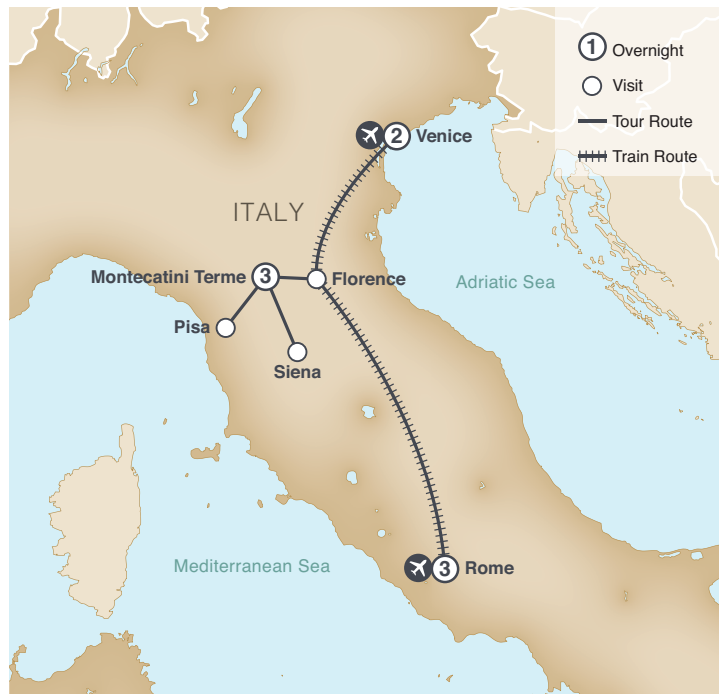 1 Overnight
Visit
Tour Route
Train Route
2 Venice
ITALY
Montecatini Terme 3 Florence
Adriatic Sea
Pisa
Siena
Mediterranean Sea
3 Rome